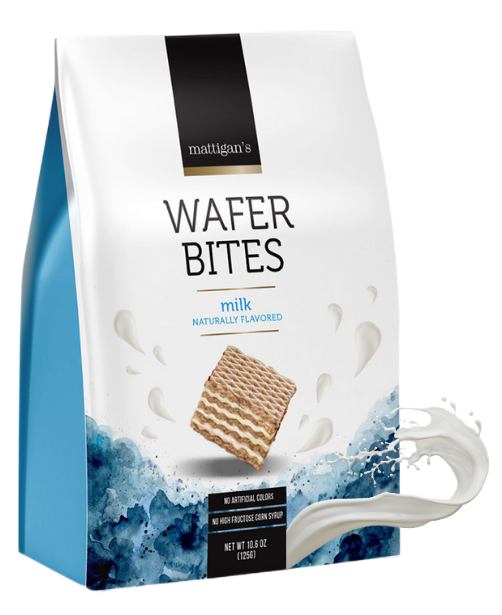 mattigan's
WAFER
BITES
milk
NATURALLY FLAVORED
NO ARTIFICIAL COLORS
NO HIGH FRUCTOSE CORN SYRUP
NET WT 10.6 OZ
(125G)